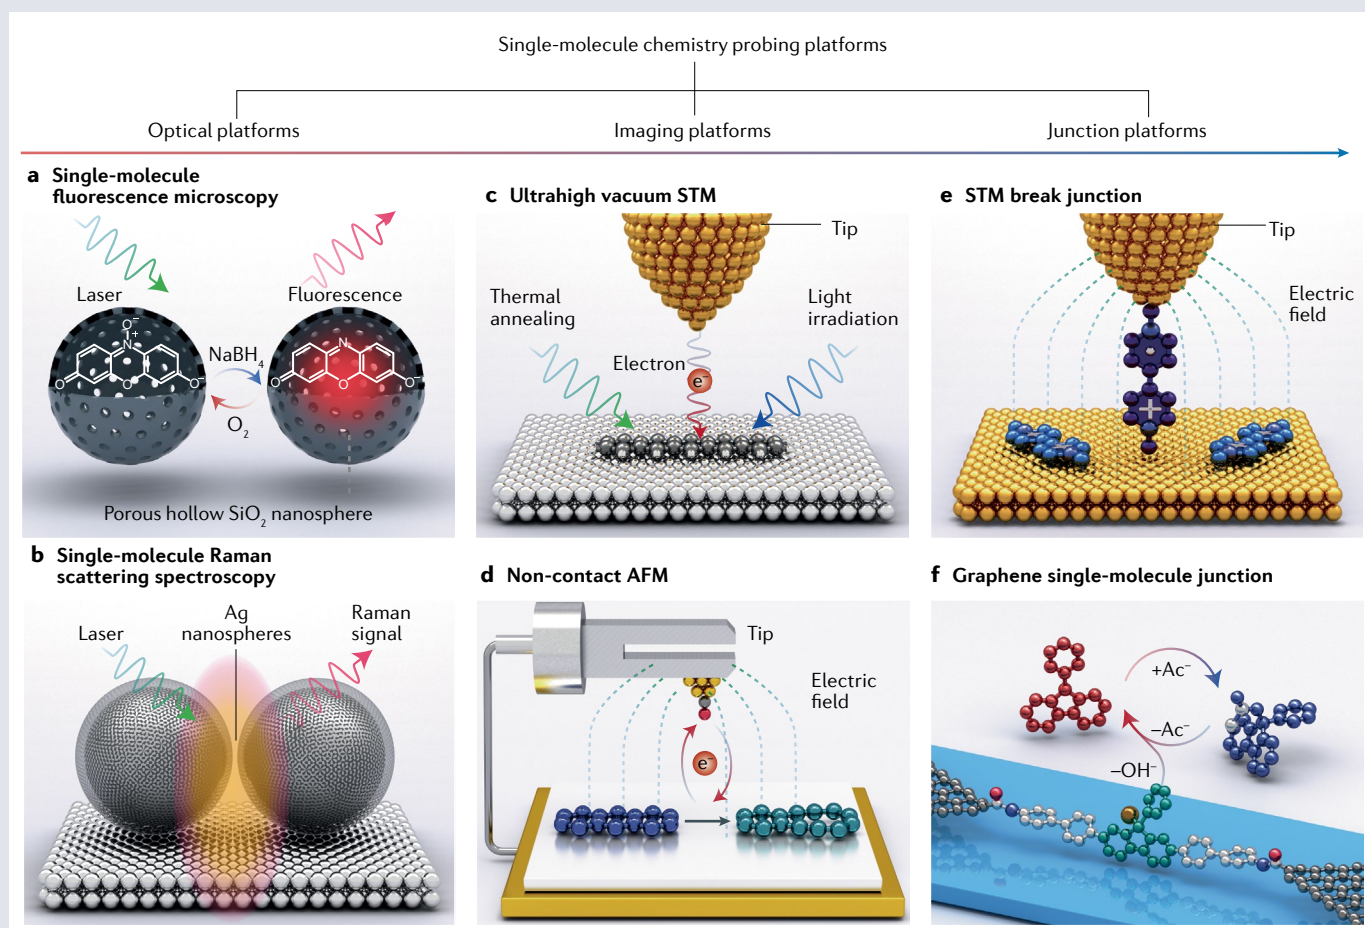 Single-molecule chemistry probing platforms
Optical platforms
Imaging platforms
Junction platforms
a Single-molecule
fluorescence microscopy
Laser
Fluorescence
O⁻
N
+
O
O
O⁻
NaBH₄
O₂
N
O
O
O⁻
Porous hollow SiO₂ nanosphere
b Single-molecule Raman
scattering spectroscopy
Laser
Ag
nanospheres
Raman
signal
c Ultrahigh vacuum STM
Tip
Thermal
annealing
Light
irradiation
Electron
e⁻
d Non-contact AFM
Tip
Electric
field
e⁻
e STM break junction
Tip
Electric
field
f Graphene single-molecule junction
+Ac⁻
–Ac⁻
–OH⁻